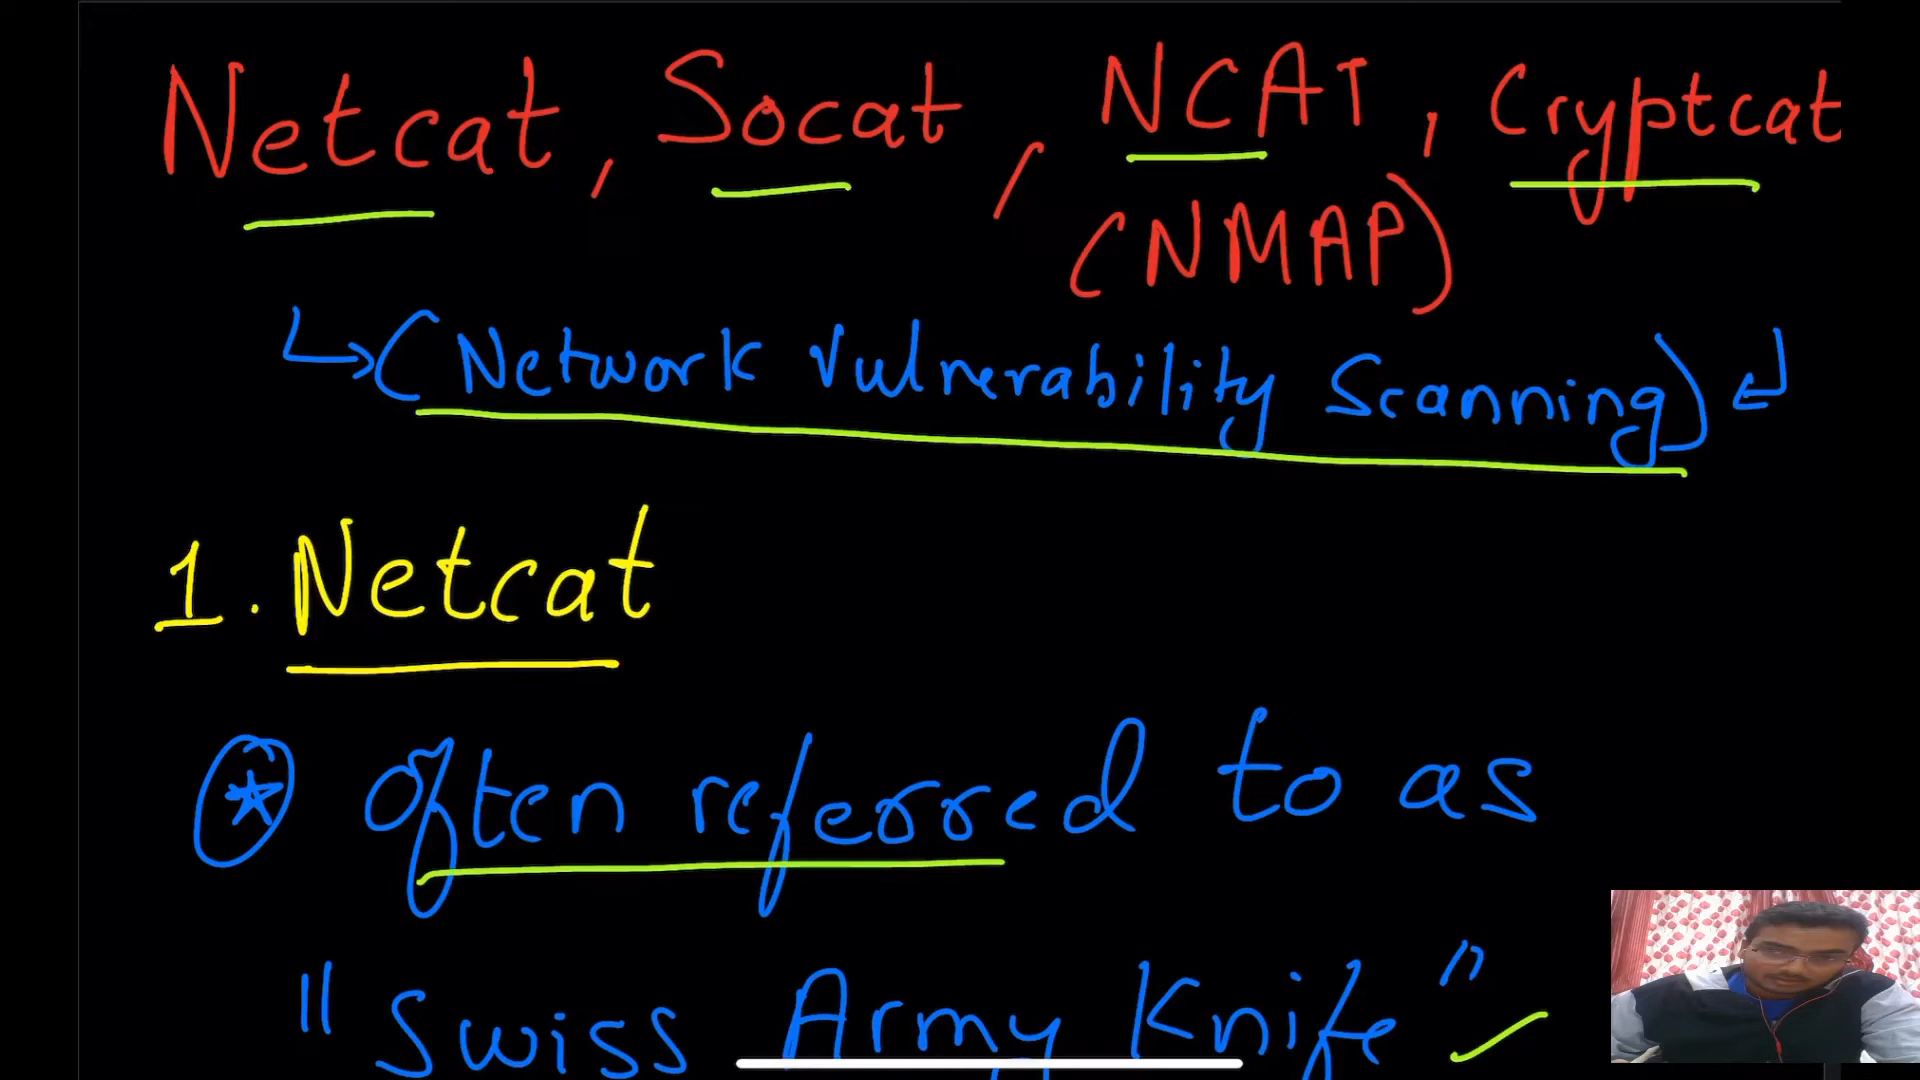 Netcat, Socat, NCAT, Cryptcat
(NMAP)
(Network Vulnerability Scanning)
1. Netcat
often referred to as
"Swiss Army Knife"